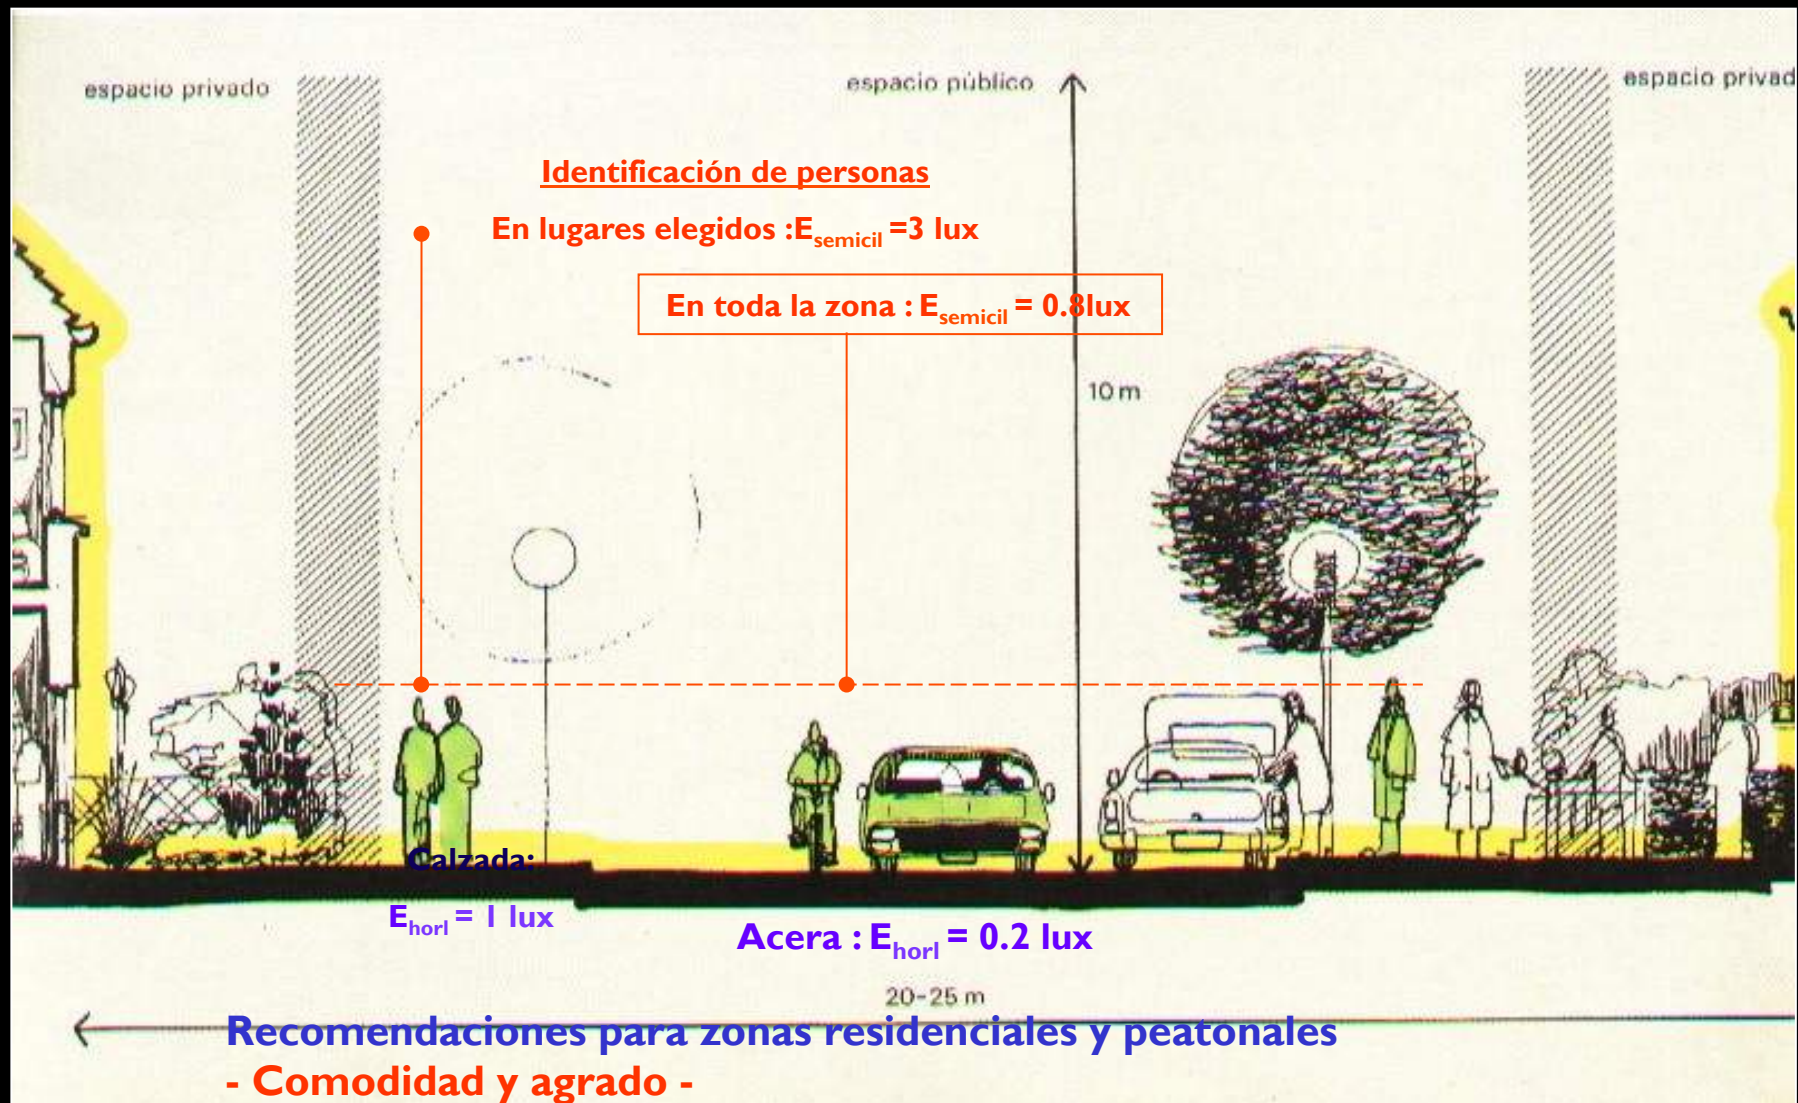 espacio privado
espacio público
espacio privad
Identificación de personas
En lugares elegidos :Esemicil =3 lux
En toda la zona : Esemicil = 0.8lux
10 m
Calzada:
Ehorl = 1 lux
Acera : Ehorl = 0.2 lux
20-25 m
Recomendaciones para zonas residenciales y peatonales
- Comodidad y agrado -